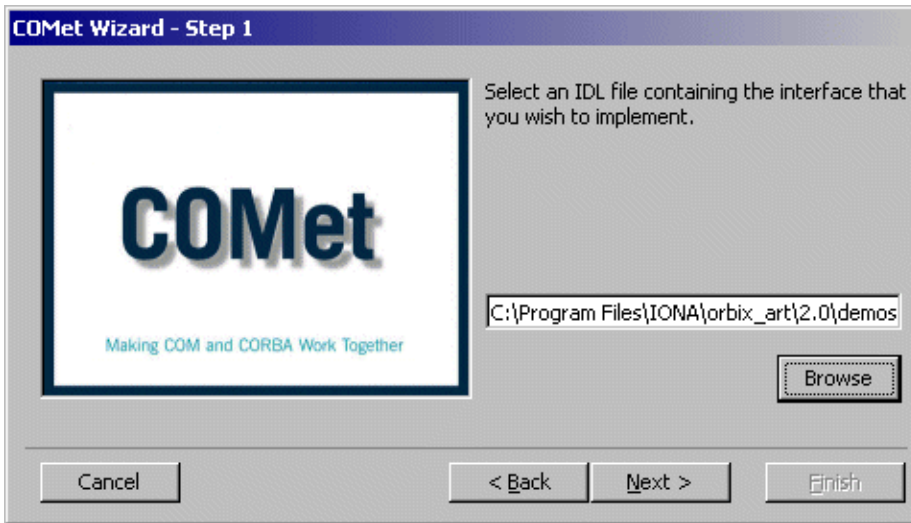 COMet Wizard - Step 1
COMet
Making COM and CORBA Work Together
Select an IDL file containing the interface that
you wish to implement.
C:\Program Files\IONA\orbix_art\2.0\demos
Browse
Cancel
< Back
Next >
Finish